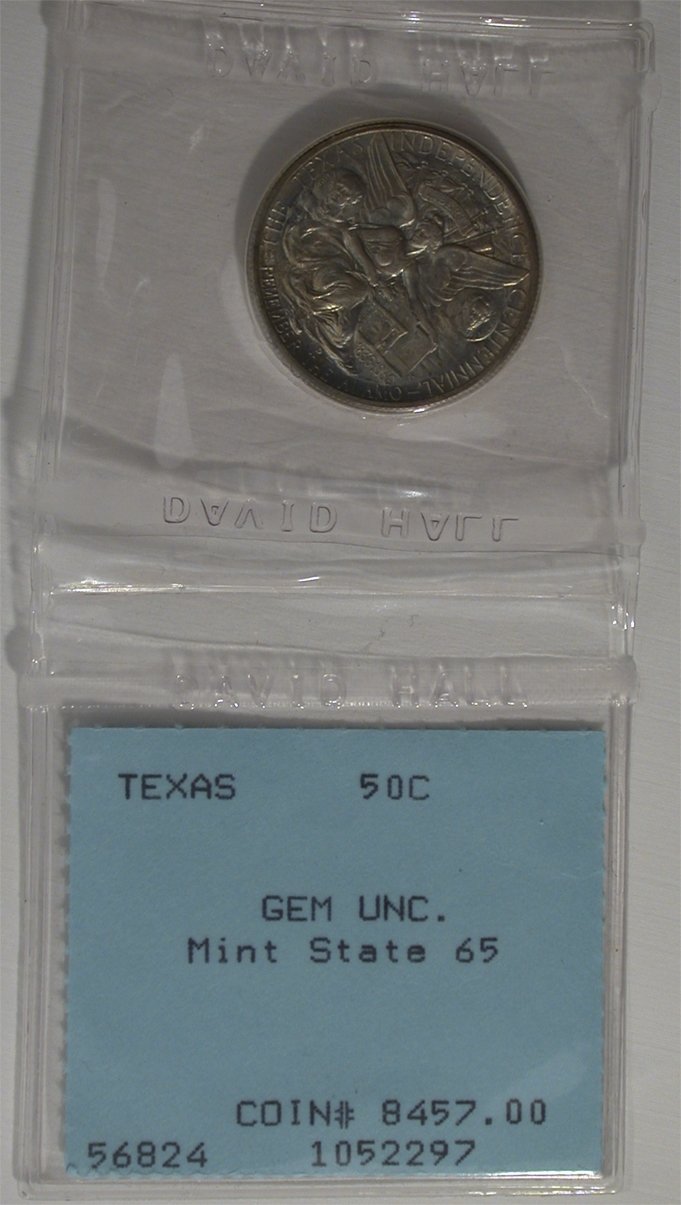 DAVID HALL
THE TEXAS INDEPENDENCE CENTENNIAL
REMEMBER THE ALAMO
DAVID HALL
DAVID HALL
TEXAS 50C
GEM UNC.
Mint State 65
COIN# 8457.00
56824 1052297